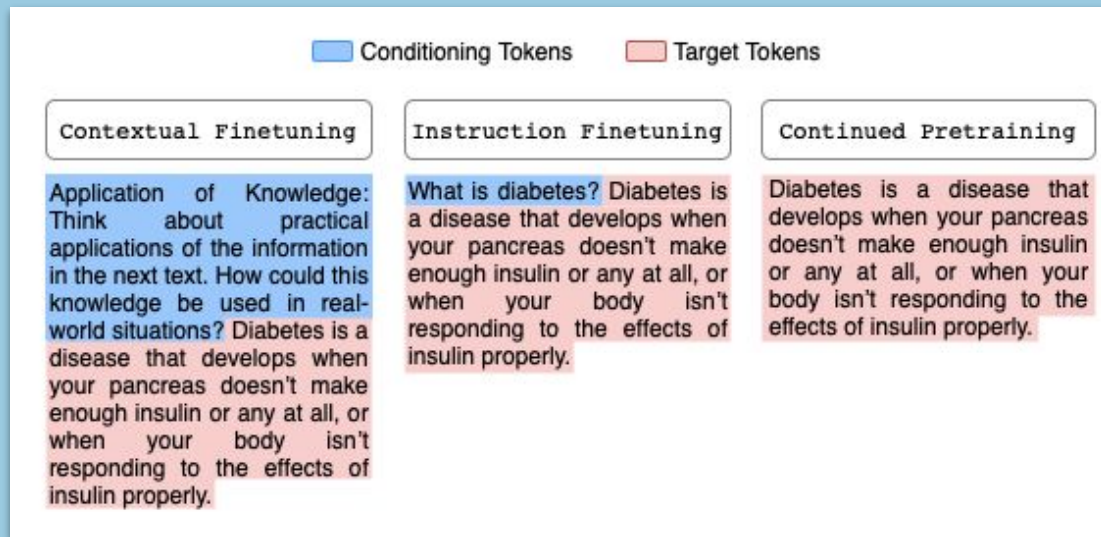 Conditioning Tokens
Target Tokens
Contextual Finetuning
Application of Knowledge:
Think about practical
applications of the information
in the next text. How could this
knowledge be used in real-
world situations? Diabetes is a
disease that develops when
your pancreas doesn't make
enough insulin or any at all, or
when your body isn't
responding to the effects of
insulin properly.
Instruction Finetuning
What is diabetes? Diabetes is
a disease that develops when
your pancreas doesn't make
enough insulin or any at all, or
when your body isn't
responding to the effects of
insulin properly.
Continued Pretraining
Diabetes is a disease that
develops when your pancreas
doesn't make enough insulin
or any at all, or when your
body isn't responding to the
effects of insulin properly.